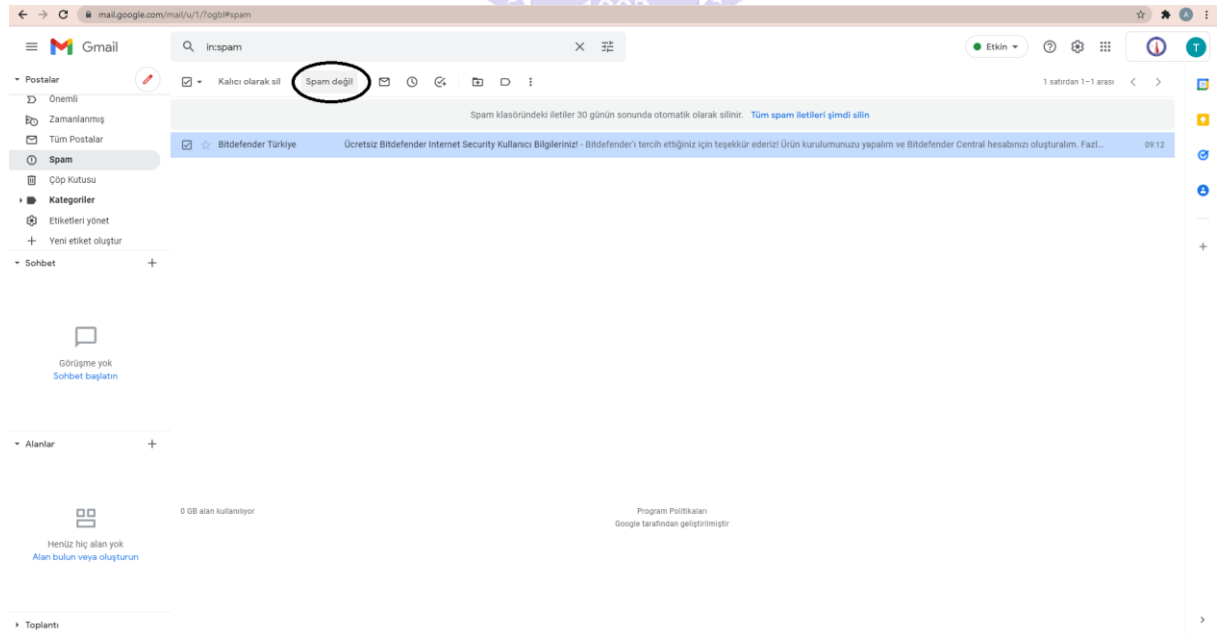 mail.google.com/mail/u/1/?ogbl#spam
A
Gmail
in:spam
Etkin
T
Postalar
Kalıcı olarak sil
Spam değil
1 satırdan 1–1 arası
Önemli
Zamanlanmış
Tüm Postalar
Spam
Çöp Kutusu
Kategoriler
Etiketleri yönet
Yeni etiket oluştur
Spam klasöründeki iletiler 30 günün sonunda otomatik olarak silinir. Tüm spam iletileri şimdi silin
Bitdefender Türkiye
Ücretsiz Bitdefender Internet Security Kullanıcı Bilgileriniz! - Bitdefender'ı tercih ettiğiniz için teşekkür ederiz! Ürün kurulumunuzu yapalım ve Bitdefender Central hesabınızı oluşturalım. Fazl...
09:12
Sohbet
Görüşme yok
Sohbet başlatın
Alanlar
Henüz hiç alan yok
Alan bulun veya oluşturun
0 GB alan kullanılıyor
Program Politikaları
Google tarafından geliştirilmiştir
Toplantı